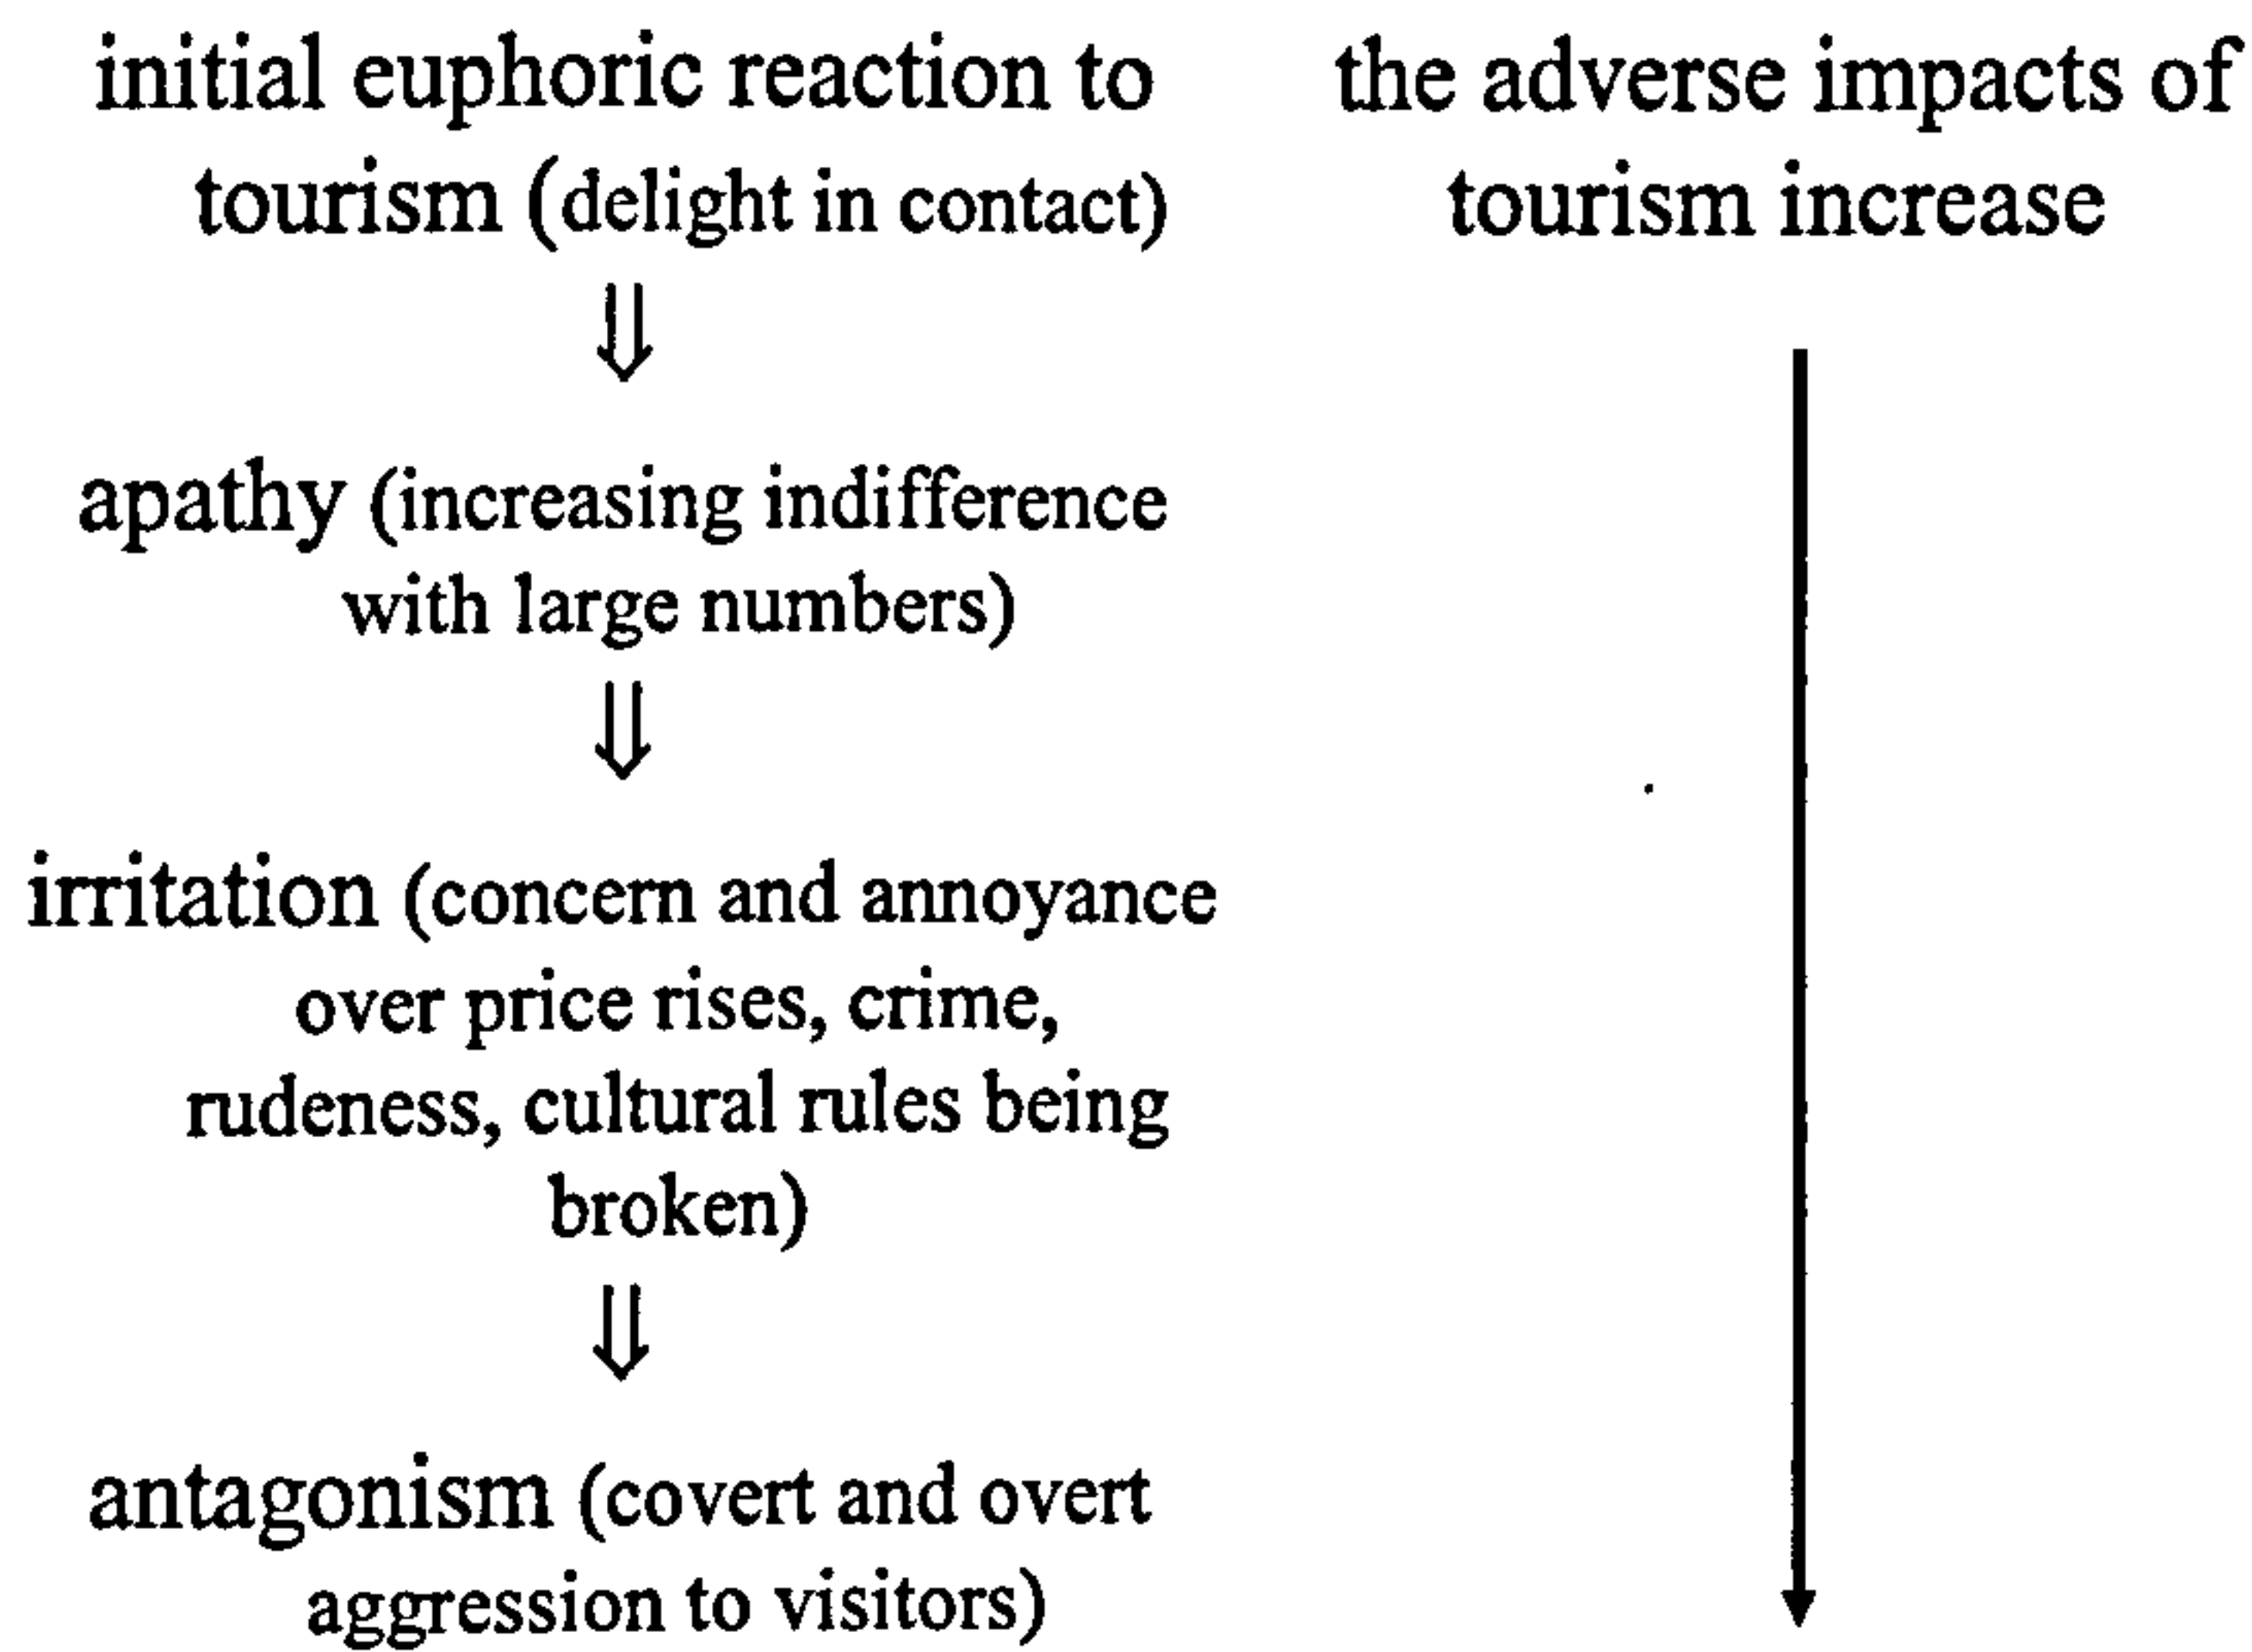 initial euphoric reaction to
tourism (delight in contact)
apathy (increasing indifference
with large numbers)
irritation (concern and annoyance
over price rises, crime,
rudeness, cultural rules being
broken)
antagonism (covert and overt
aggression to visitors)
the adverse impacts of
tourism increase